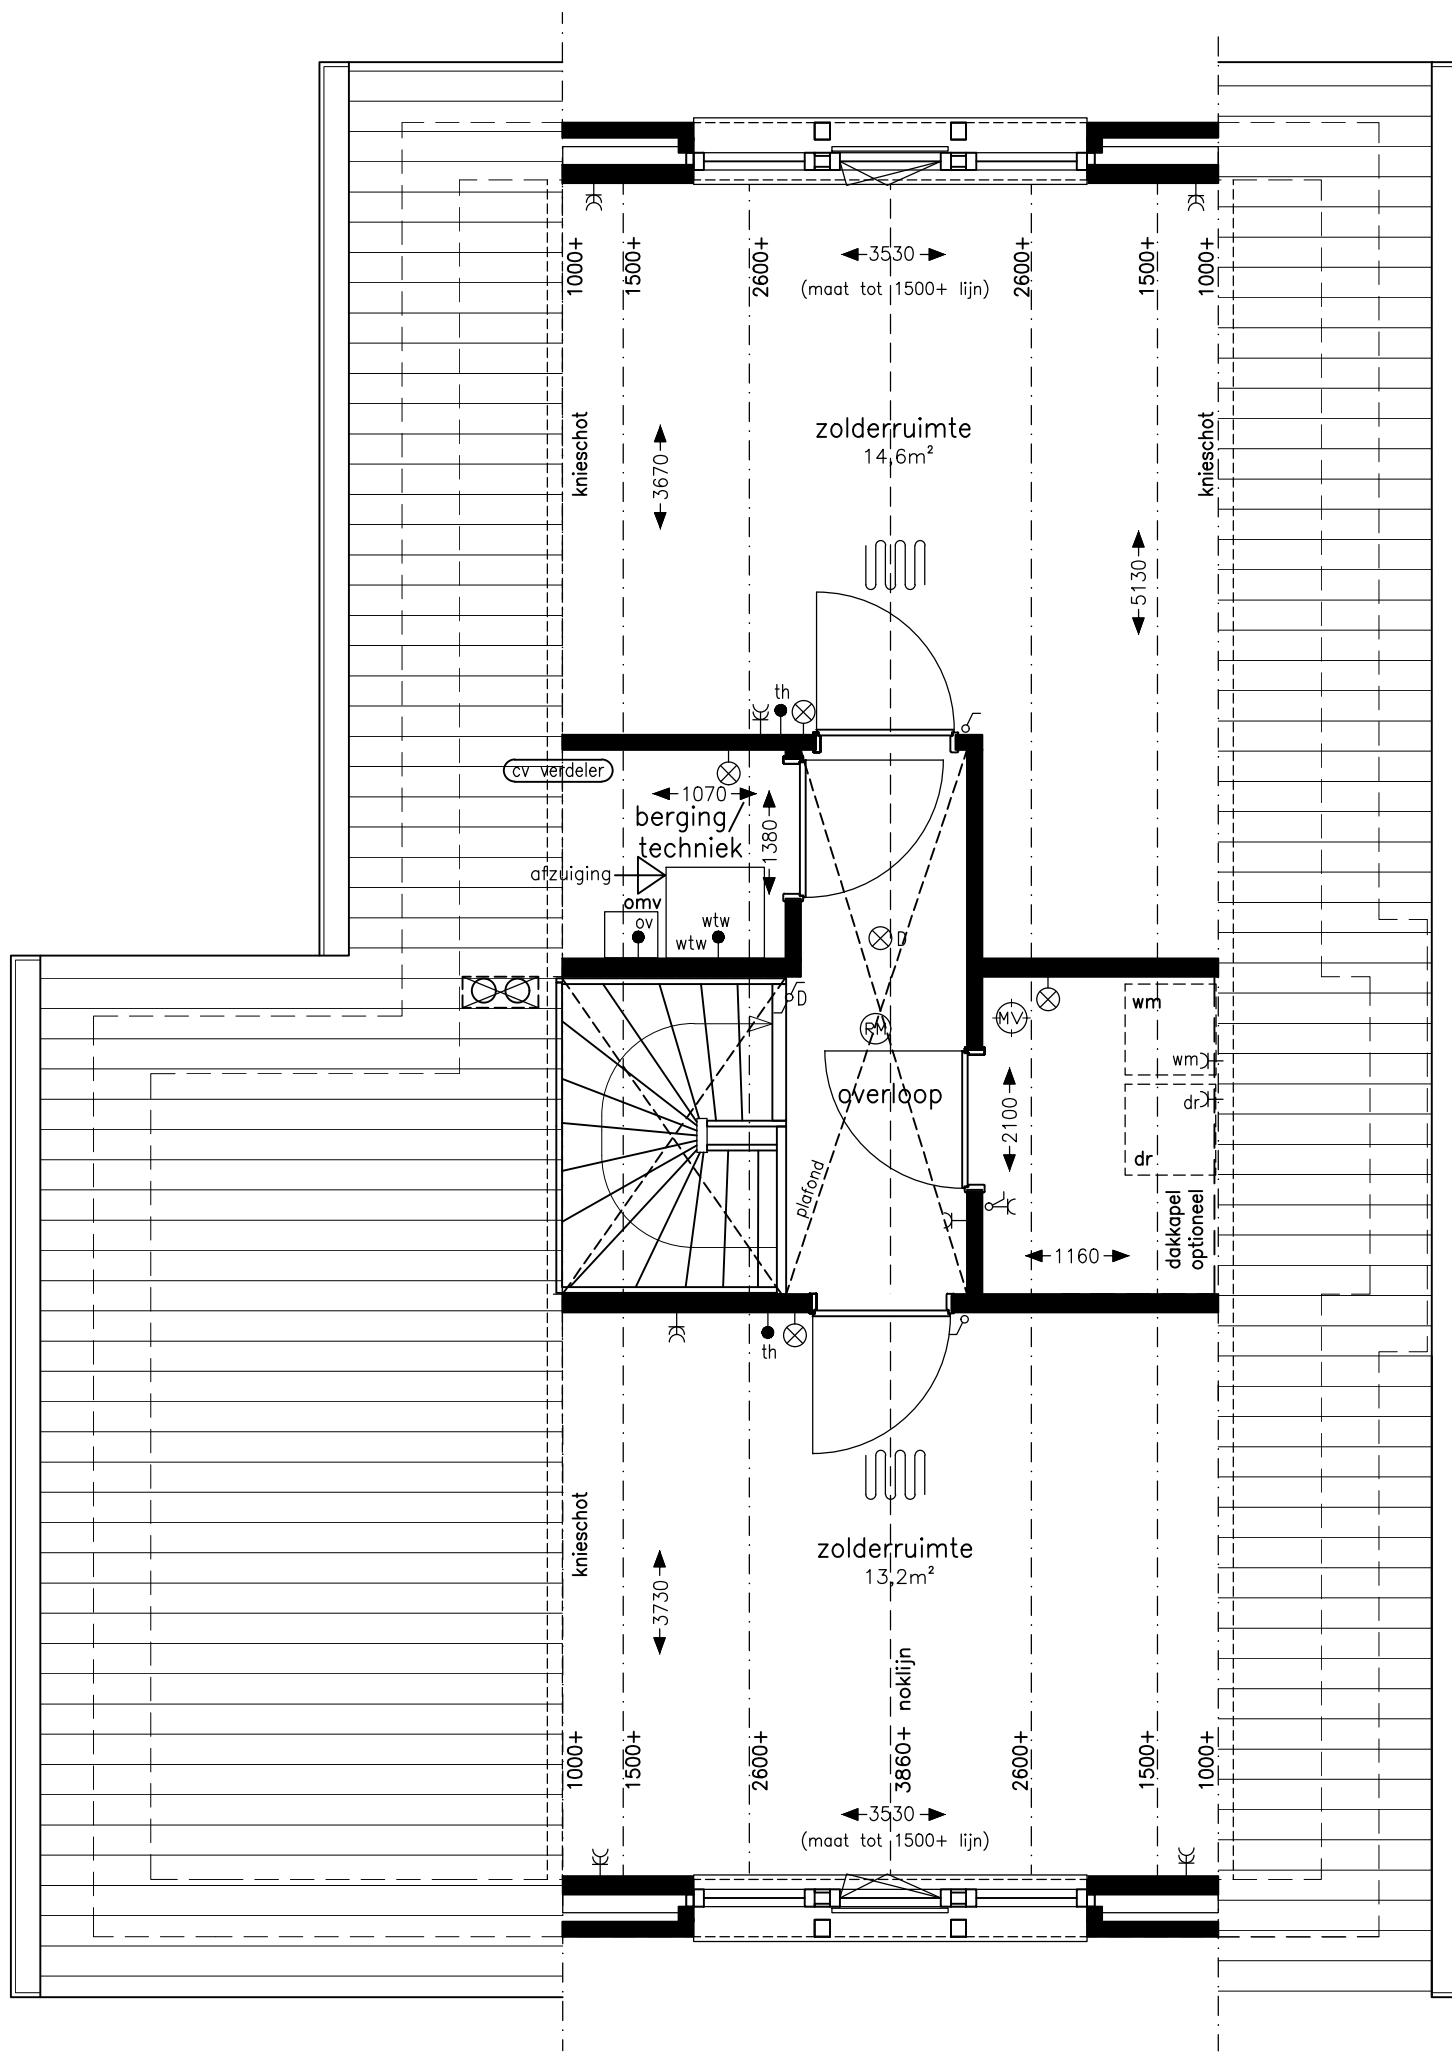 1000+
1500+
2600+
3530
(maat tot 1500+ lijn)
2600+
1500+
1000+
knieschot
zolderruimte
14,6m²
knieschot
3670
5130
th
cv verdeler
1070
berging/
techniek
1380
afzuiging
omv
ov
wtw
wtw
D
D
RM
MV
wm
wm
dr
dr
overloop
2100
plafond
dakkapel
optioneel
1160
th
knieschot
zolderruimte
13,2m²
3730
3860+ noklijn
1000+
1500+
2600+
2600+
1500+
1000+
3530
(maat tot 1500+ lijn)